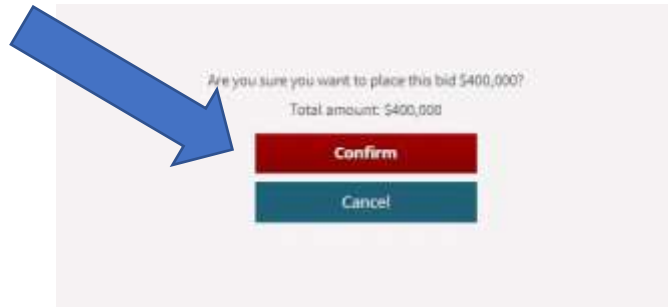 Are you sure you want to place this bid $400,000?
Total amount: $400,000
Confirm
Cancel